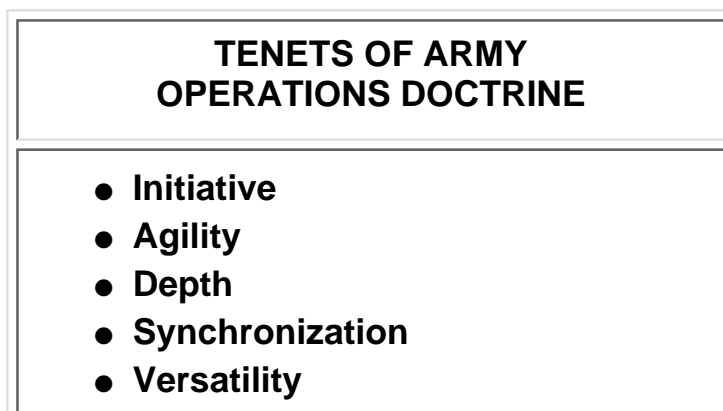 TENETS OF ARMY
OPERATIONS DOCTRINE
● Initiative
● Agility
● Depth
● Synchronization
● Versatility